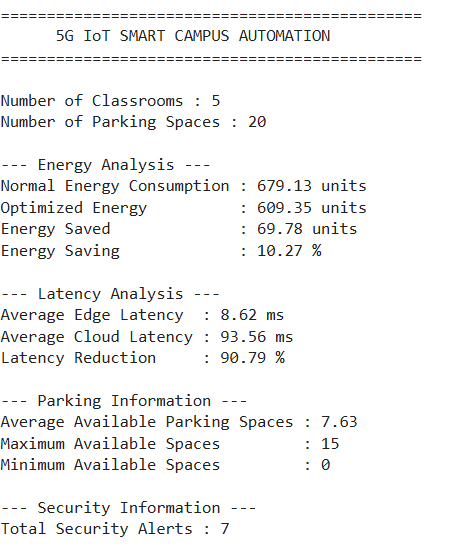 ==============================================
5G IoT SMART CAMPUS AUTOMATION
==============================================
Number of Classrooms : 5
Number of Parking Spaces : 20
--- Energy Analysis ---
Normal Energy Consumption : 679.13 units
Optimized Energy          : 609.35 units
Energy Saved              : 69.78 units
Energy Saving             : 10.27 %
--- Latency Analysis ---
Average Edge Latency  : 8.62 ms
Average Cloud Latency : 93.56 ms
Latency Reduction     : 90.79 %
--- Parking Information ---
Average Available Parking Spaces : 7.63
Maximum Available Spaces         : 15
Minimum Available Spaces         : 0
--- Security Information ---
Total Security Alerts : 7